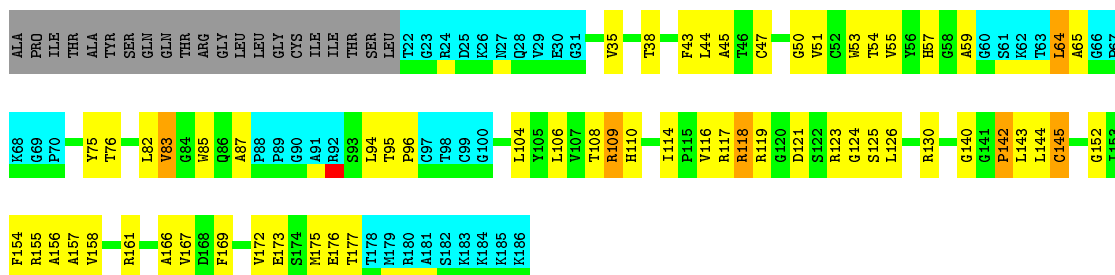 ALA PRO ILE THR ALA TYR SER GLN GLN THR ARG GLY LEU LEU GLY CYS ILE ILE THR SER LEU T22 G23 R24 D25 K26 N27 Q28 V29 E30 G31 V35 T38 F43 L44 A45 T46 C47 G50 V51 C52 W53 T54 V55 Y56 H57 G58 A59 G60 S61 K62 T63 L64 A65 G66 P67
K68 G69 P70 Y75 T76 L82 V83 G84 W85 Q86 A87 P88 P89 G90 A91 R92 S93 L94 T95 P96 C97 T98 C99 G100 L104 Y105 L106 V107 T108 R109 H110 I114 P115 V116 R117 R118 R119 G120 D121 S122 R123 G124 S125 L126 R130 G140 G141 P142 L143 L144 C145 G152 I153
F154 R155 A156 A157 V158 R161 A166 V167 D168 F169 V172 E173 S174 M175 E176 T177 T178 M179 R180 A181 S182 K183 K184 K185 K186